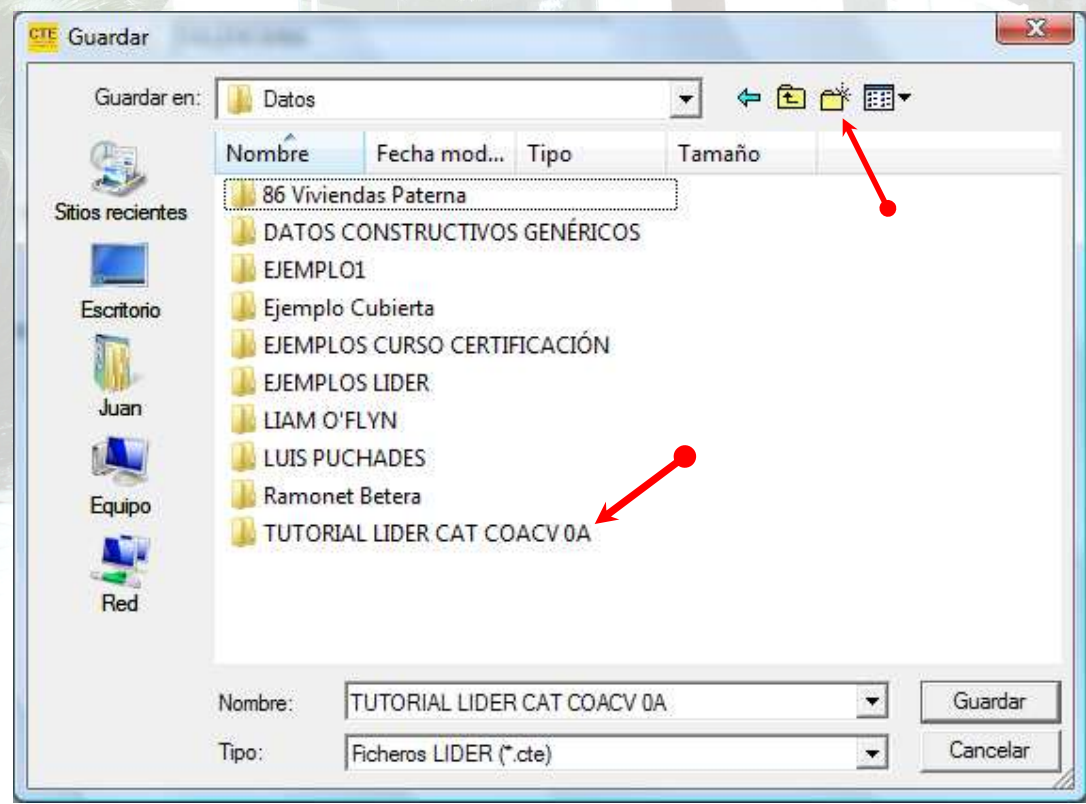 CTE Guardar
Guardar en: Datos
Nombre Fecha mod... Tipo Tamaño
Sitios recientes
Escritorio
Juan
Equipo
Red
86 Viviendas Paterna
DATOS CONSTRUCTIVOS GENÉRICOS
EJEMPLO1
Ejemplo Cubierta
EJEMPLOS CURSO CERTIFICACIÓN
EJEMPLOS LIDER
LIAM O'FLYN
LUIS PUCHADES
Ramonet Betera
TUTORIAL LIDER CAT COACV 0A
Nombre: TUTORIAL LIDER CAT COACV 0A Guardar
Tipo: Ficheros LIDER (*.cte) Cancelar